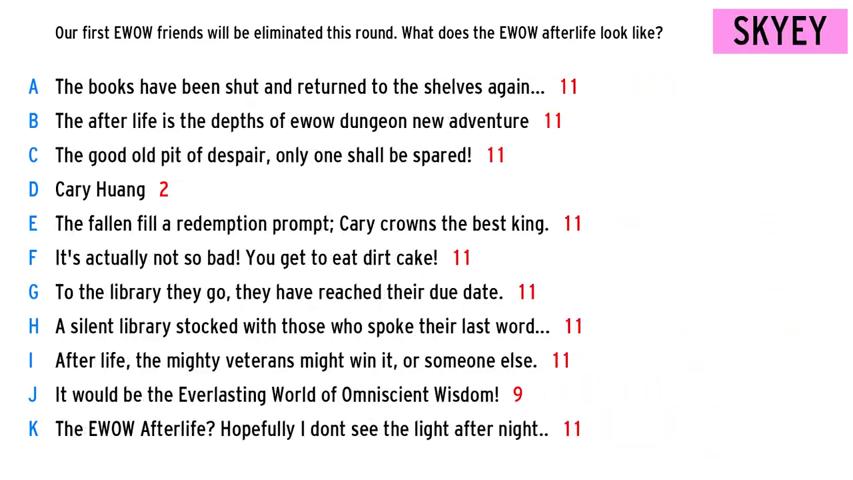 Our first EWOW friends will be eliminated this round. What does the EWOW afterlife look like?
SKYEY
A The books have been shut and returned to the shelves again... 11
B The after life is the depths of ewow dungeon new adventure 11
C The good old pit of despair, only one shall be spared! 11
D Cary Huang 2
E The fallen fill a redemption prompt; Cary crowns the best king. 11
F It's actually not so bad! You get to eat dirt cake! 11
G To the library they go, they have reached their due date. 11
H A silent library stocked with those who spoke their last word... 11
I After life, the mighty veterans might win it, or someone else. 11
J It would be the Everlasting World of Omniscient Wisdom! 9
K The EWOW Afterlife? Hopefully I dont see the light after night.. 11